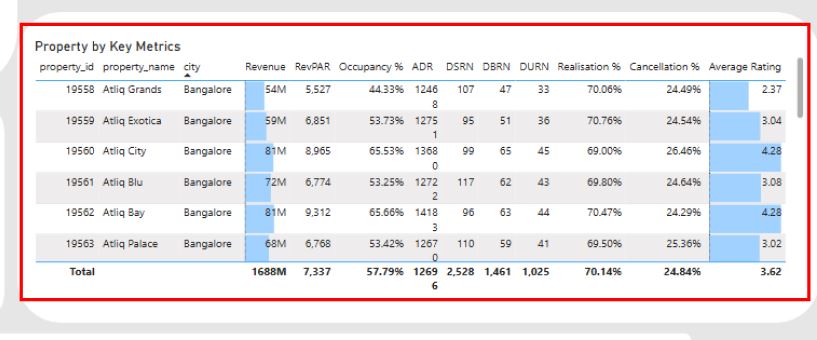 Property by Key Metrics
property_id property_name city Revenue RevPAR Occupancy % ADR DSRN DBRN DURN Realisation % Cancellation % Average Rating
19558 Atliq Grands Bangalore 54M 5,527 44.33% 12468 107 47 33 70.06% 24.49% 2.37
19559 Atliq Exotica Bangalore 59M 6,851 53.73% 12751 95 51 36 70.76% 24.54% 3.04
19560 Atliq City Bangalore 81M 8,965 65.53% 13680 99 65 45 69.00% 26.46% 4.28
19561 Atliq Blu Bangalore 72M 6,774 53.25% 12722 117 62 43 69.80% 24.64% 3.08
19562 Atliq Bay Bangalore 81M 9,312 65.66% 14183 96 63 44 70.47% 24.29% 4.28
19563 Atliq Palace Bangalore 68M 6,768 53.42% 12670 110 59 41 69.50% 25.36% 3.02
Total 1688M 7,337 57.79% 12696 2,528 1,461 1,025 70.14% 24.84% 3.62